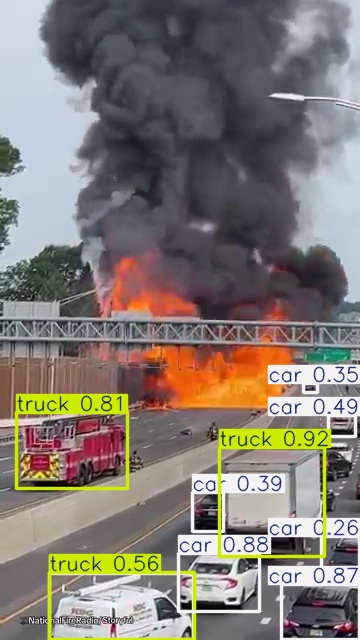 car 0.35
truck 0.81
car 0.49
truck 0.92
car 0.39
car 0.26
car 0.88
truck 0.56
car 0.87
NationalFireRadio/Storyful